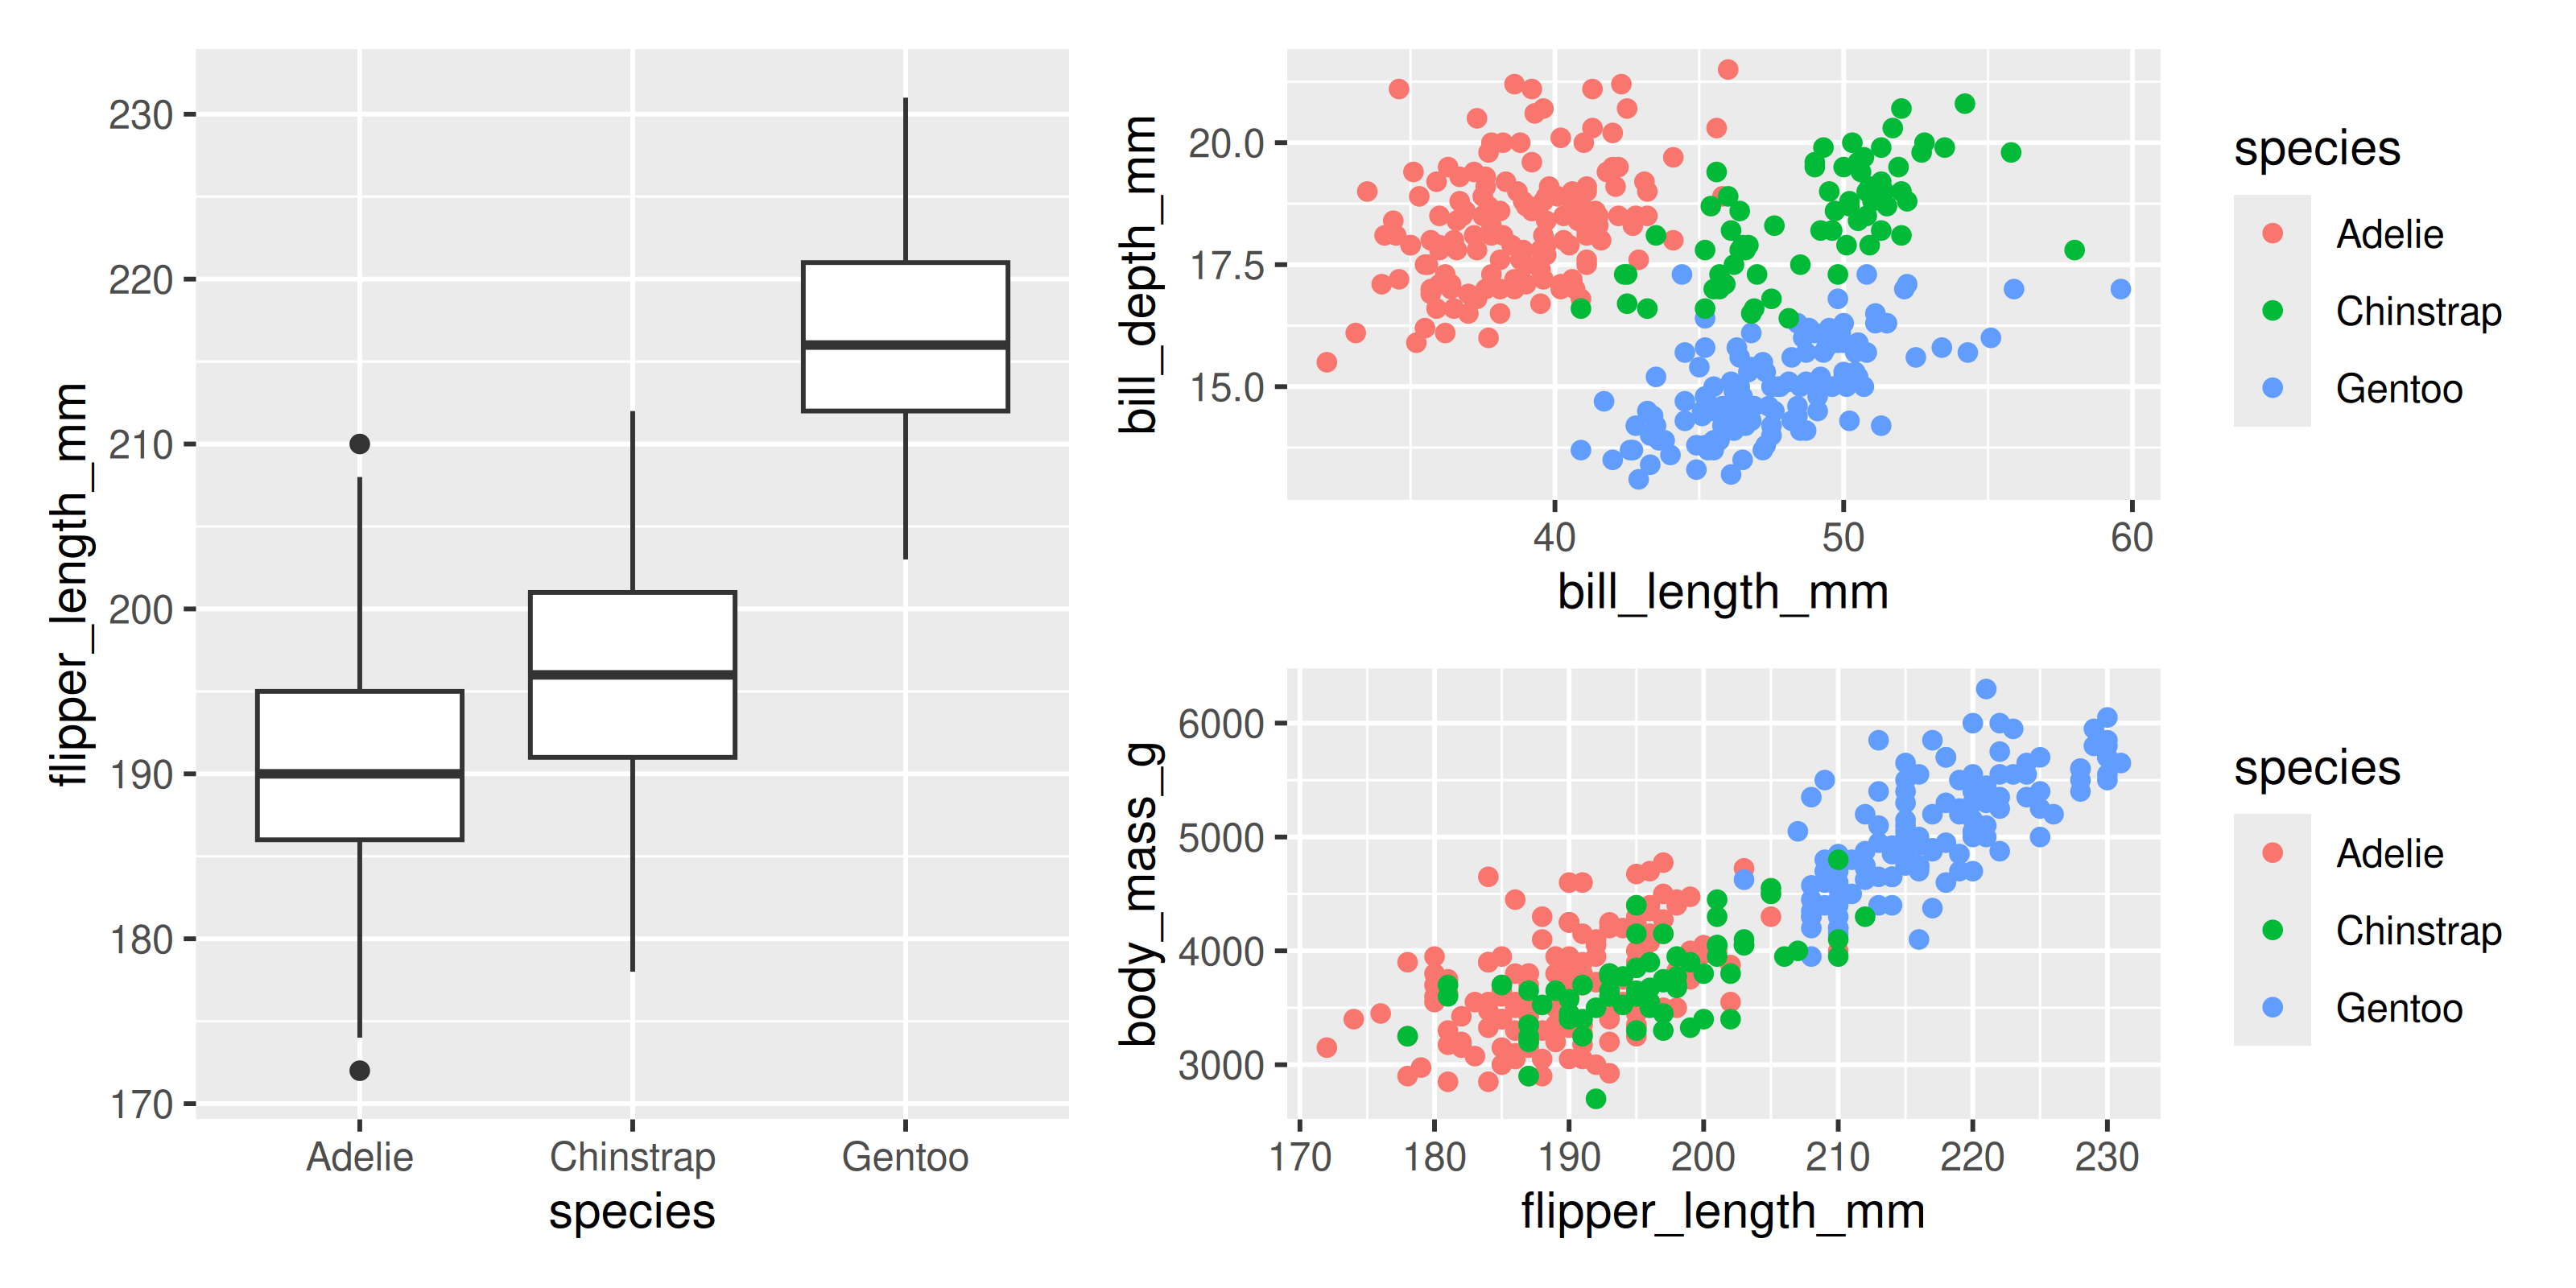 flipper_length_mm
230
220
210
200
190
180
170
Adelie
Chinstrap
Gentoo
species
bill_depth_mm
20.0
17.5
15.0
40
50
60
bill_length_mm
species
Adelie
Chinstrap
Gentoo
body_mass_g
6000
5000
4000
3000
170
180
190
200
210
220
230
flipper_length_mm
species
Adelie
Chinstrap
Gentoo